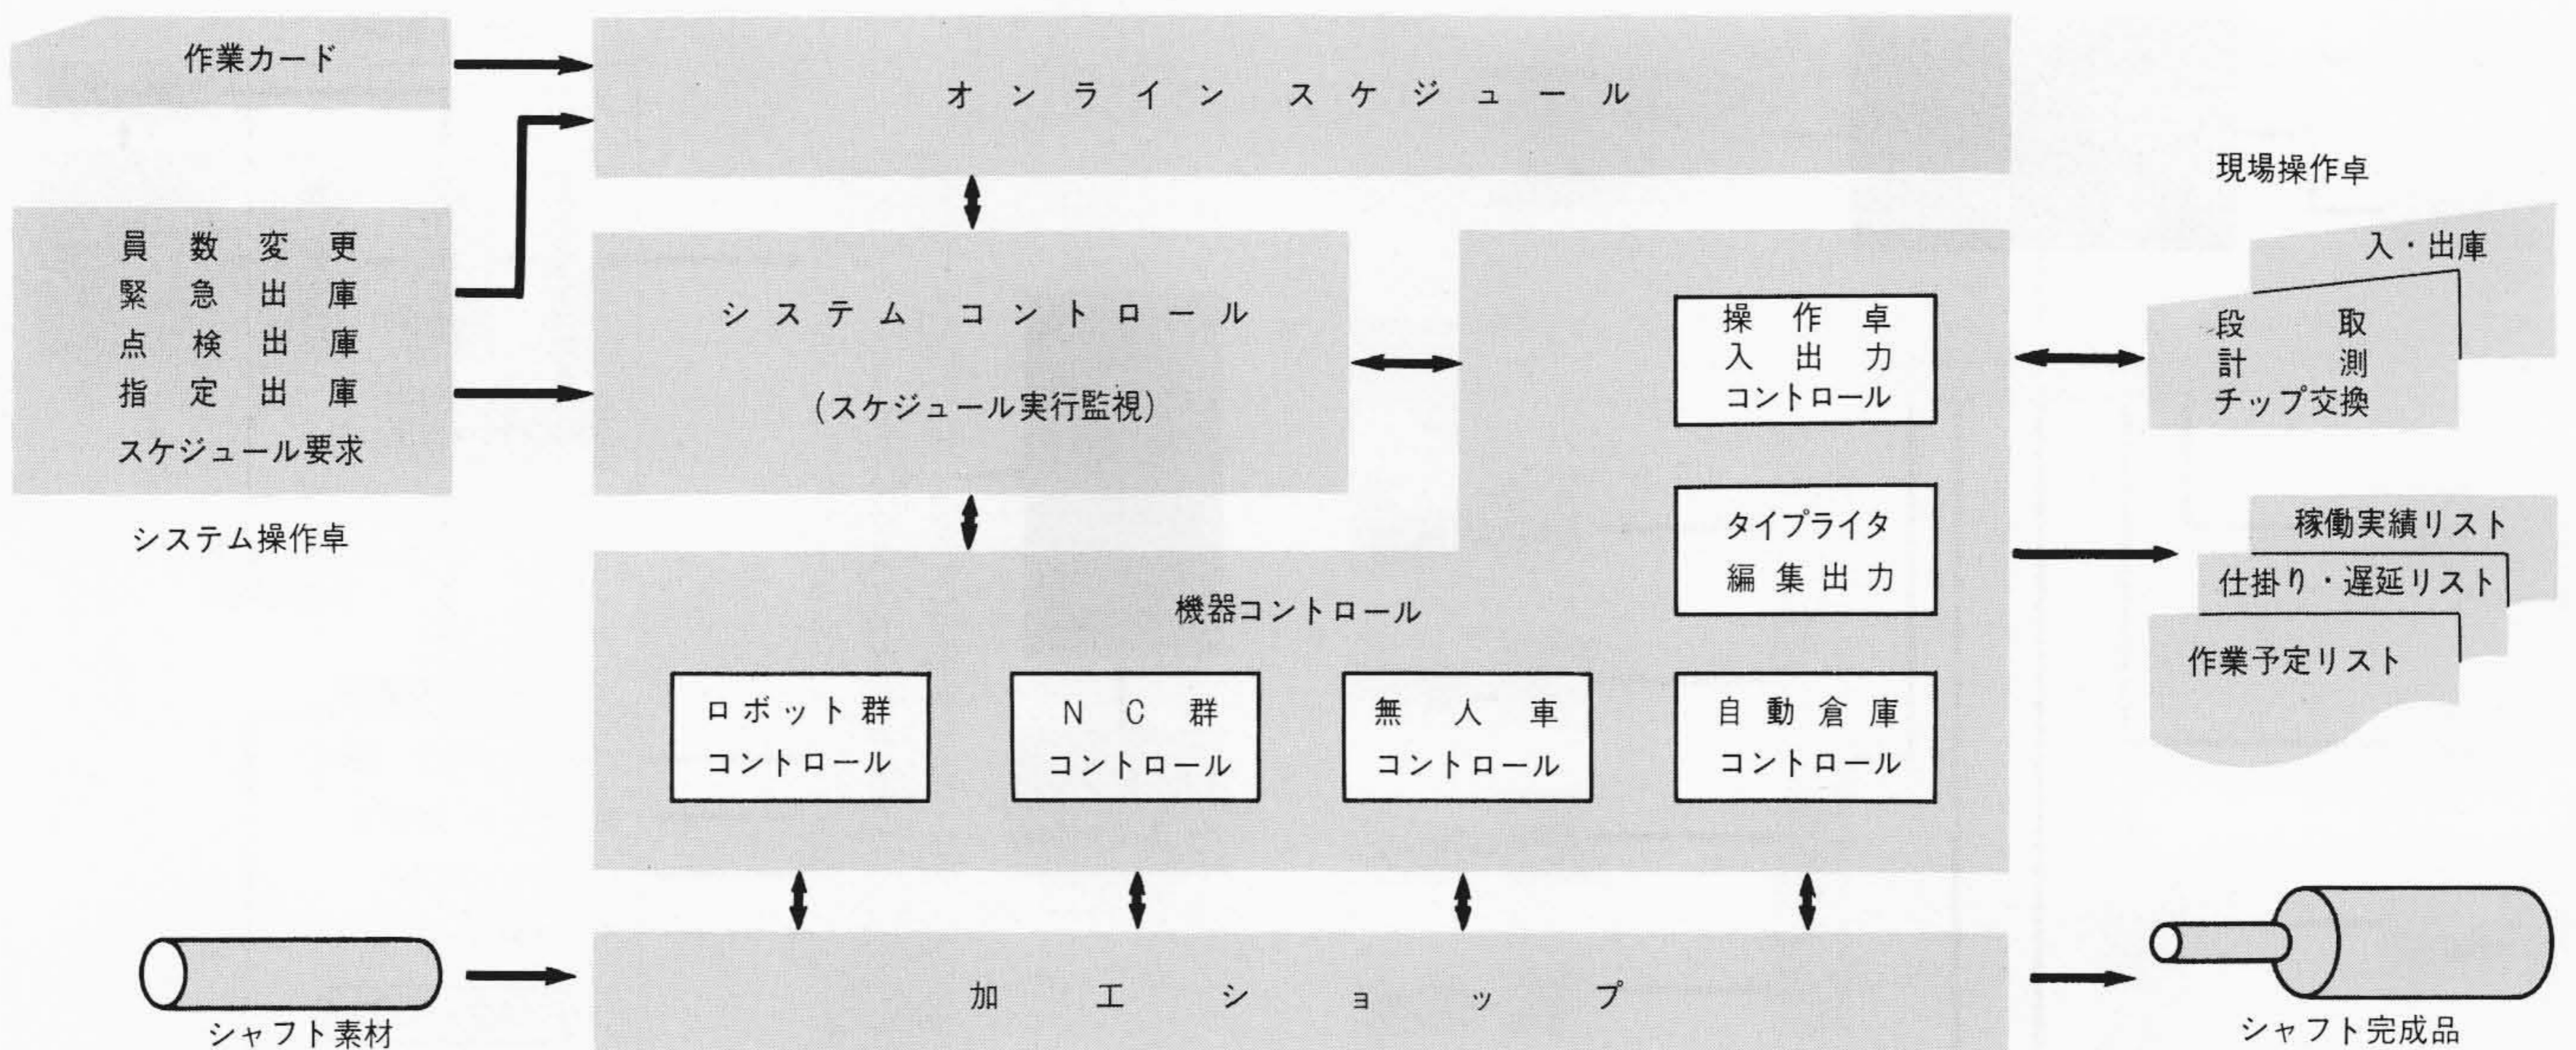 作業カード
オンライン スケジュール
員数変更
緊急出庫
点検出庫
指定出庫
スケジュール要求
システム操作卓
システム コントロール
(スケジュール実行監視)
現場操作卓
入・出庫
段取
計測
チップ交換
操作卓
入出力
コントロール
タイプライタ
編集出力
稼働実績リスト
仕掛り・遅延リスト
作業予定リスト
機器コントロール
ロボット群
コントロール
NC群
コントロール
無人車
コントロール
自動倉庫
コントロール
加工ショップ
シャフト素材
シャフト完成品